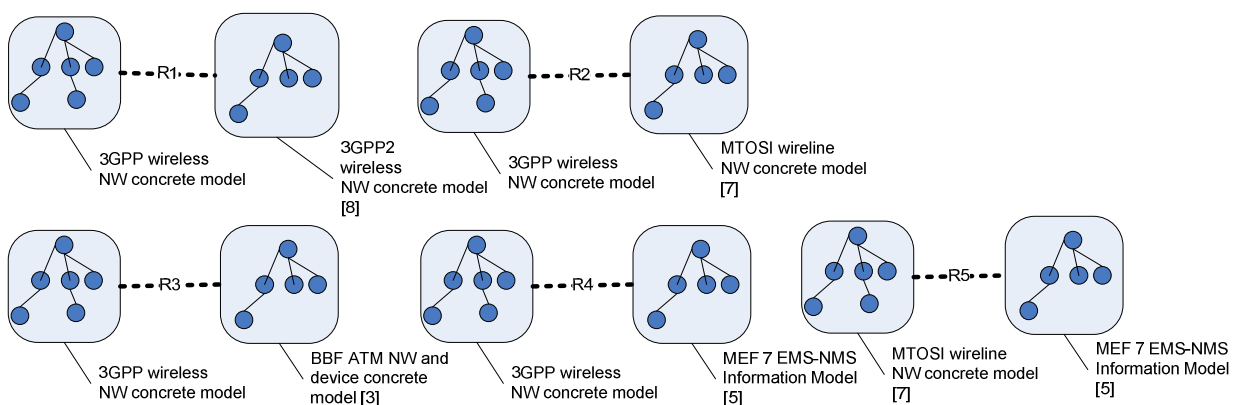 R1
R2
3GPP wireless
NW concrete model
3GPP2
wireless
NW concrete model
[8]
3GPP wireless
NW concrete model
MTOSI wireline
NW concrete model
[7]
R3
R4
R5
3GPP wireless
NW concrete model
BBF ATM NW and
device concrete
model [3]
3GPP wireless
NW concrete model
MEF 7 EMS-NMS
Information Model
[5]
MTOSI wireline
NW concrete model
[7]
MEF 7 EMS-NMS
Information Model
[5]